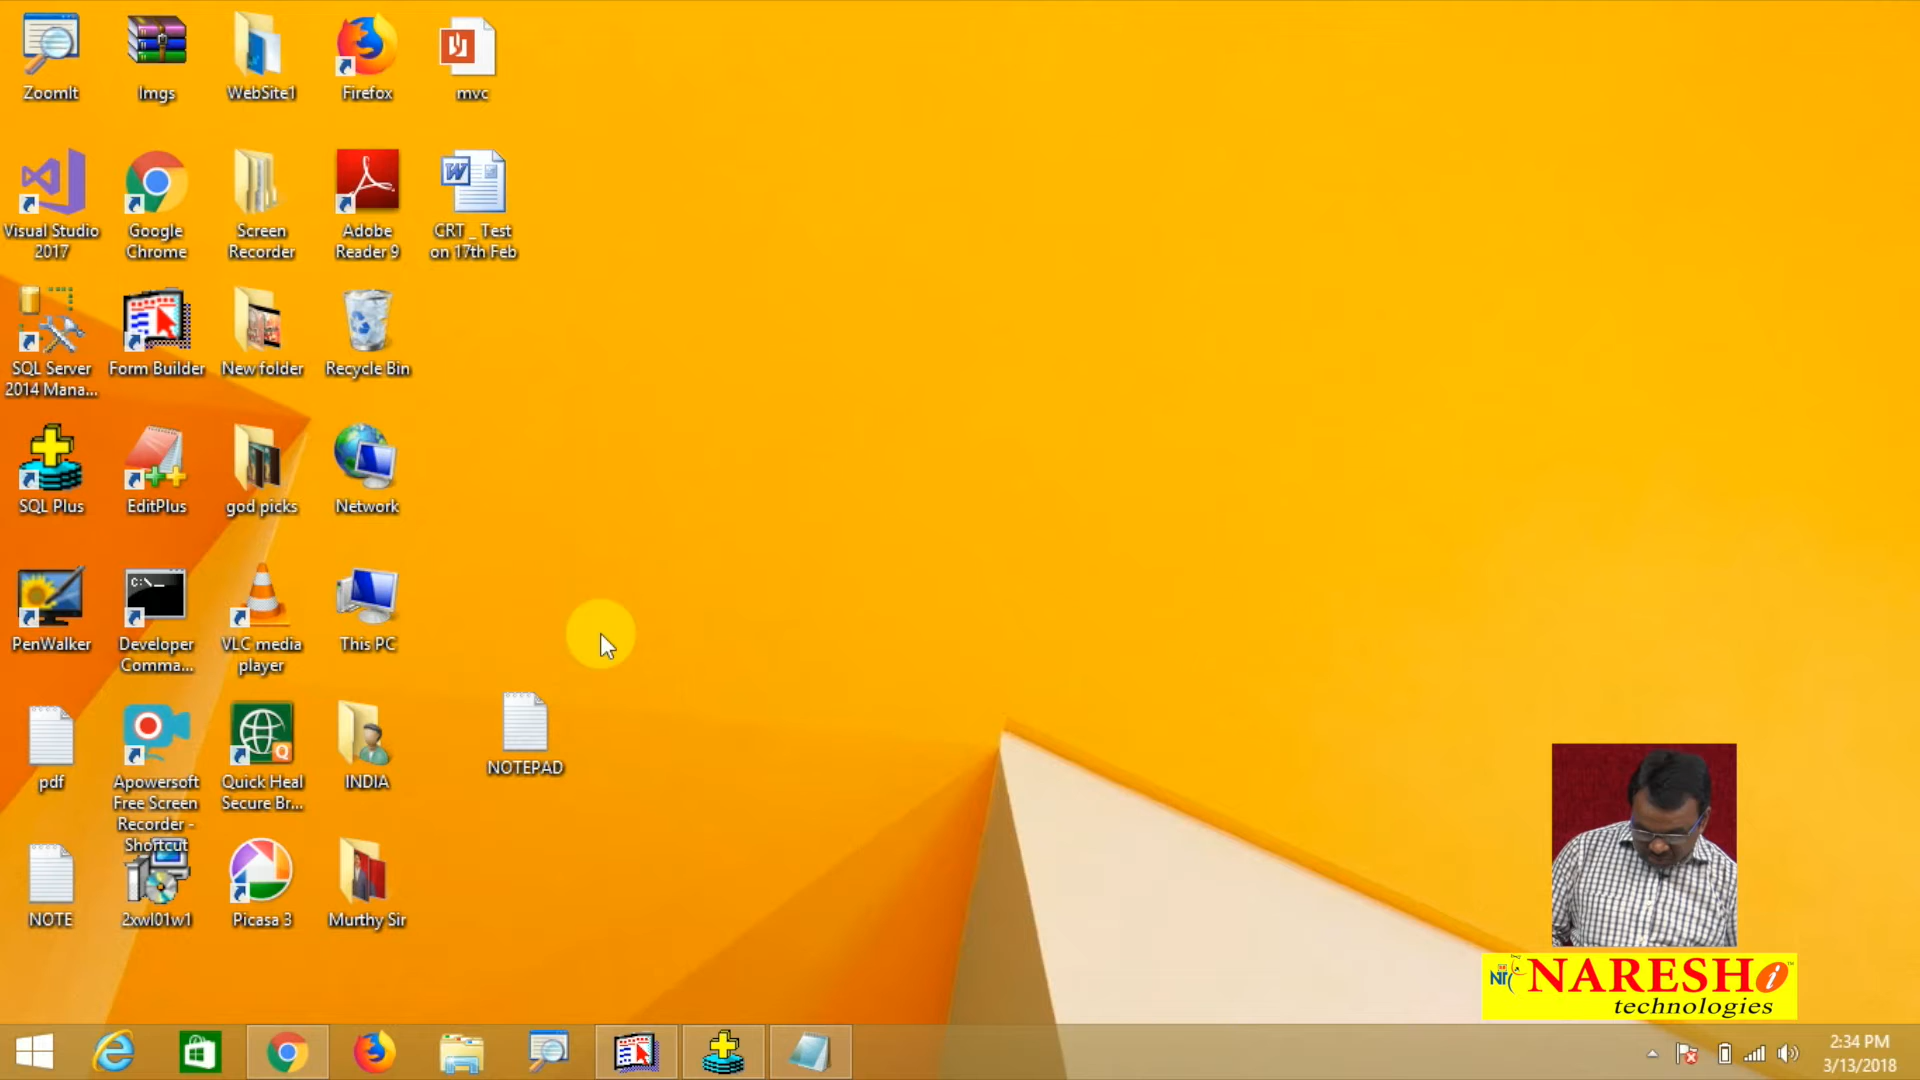 ZoomIt
Imgs
WebSite1
Firefox
mvc
Visual Studio
2017
Google
Chrome
Screen
Recorder
Adobe
Reader 9
CRT _ Test
on 17th Feb
SQL Server
2014 Mana...
Form Builder
New folder
Recycle Bin
SQL Plus
EditPlus
god picks
Network
C:\_
PenWalker
Developer
Comma...
VLC media
player
This PC
pdf
Apowersoft
Free Screen
Recorder -
Shortcut
Quick Heal
Secure Br...
INDIA
NOTEPAD
NOTE
2xwl01w1
Picasa 3
Murthy Sir
NARESH i
technologies
2:34 PM
3/13/2018